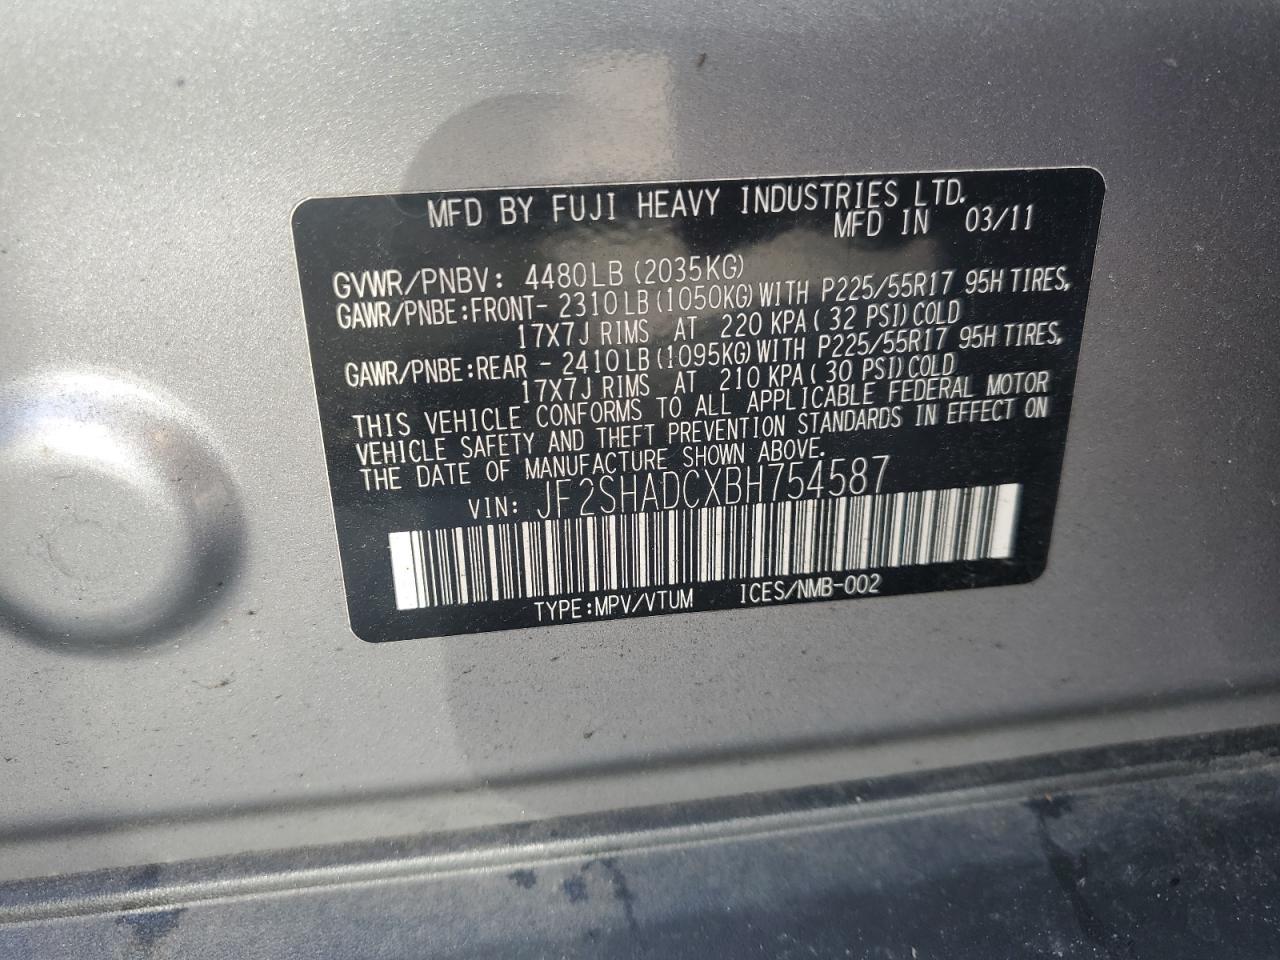 MFD BY FUJI HEAVY INDUSTRIES LTD.
MFD IN 03/11
GVWR/PNBV: 4480LB (2035KG)
GAWR/PNBE:FRONT- 2310LB (1050KG) WITH P225/55R17 95H TIRES,
17X7J RIMS AT 220 KPA ( 32 PSI) COLD
GAWR/PNBE:REAR - 2410LB (1095KG) WITH P225/55R17 95H TIRES,
17X7J RIMS AT 210 KPA ( 30 PSI) COLD
THIS VEHICLE CONFORMS TO ALL APPLICABLE FEDERAL MOTOR
VEHICLE SAFETY AND THEFT PREVENTION STANDARDS IN EFFECT ON
THE DATE OF MANUFACTURE SHOWN ABOVE.
VIN: JF2SHADCXBH754587
TYPE:MPV/VTUM ICES/NMB-002